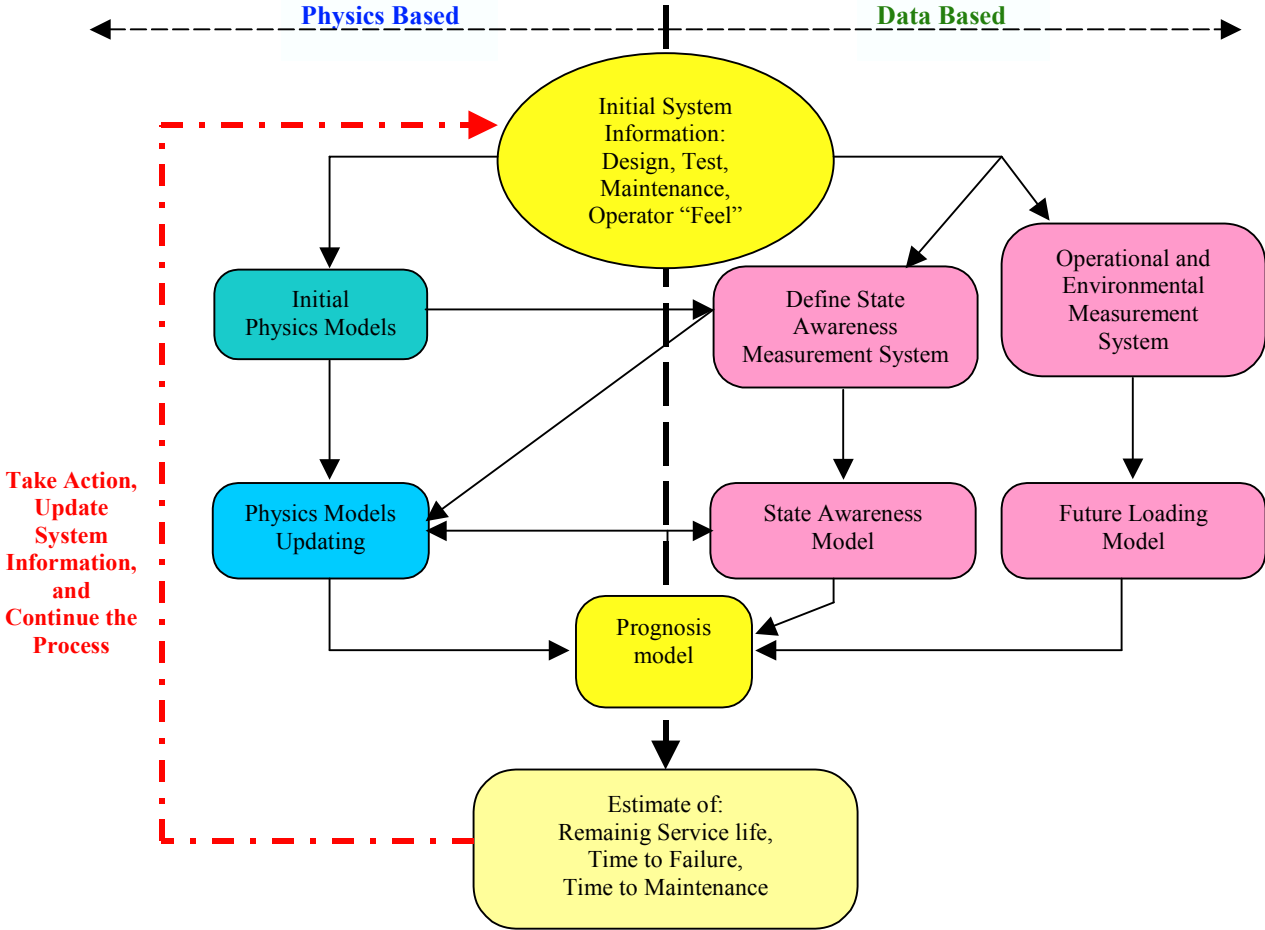 Physics Based
Data Based
Initial System
Information:
Design, Test,
Maintenance,
Operator “Feel”
Initial
Physics Models
Define State
Awareness
Measurement System
Operational and
Environmental
Measurement
System
Take Action,
Update
System
Information,
and
Continue the
Process
Physics Models
Updating
State Awareness
Model
Future Loading
Model
Prognosis
model
Estimate of:
Remainig Service life,
Time to Failure,
Time to Maintenance